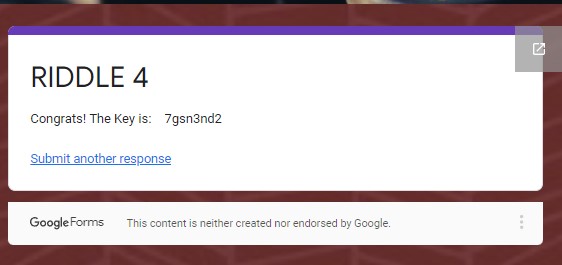 RIDDLE 4
Congrats! The Key is: 7gsn3nd2
Submit another response
Google Forms This content is neither created nor endorsed by Google.